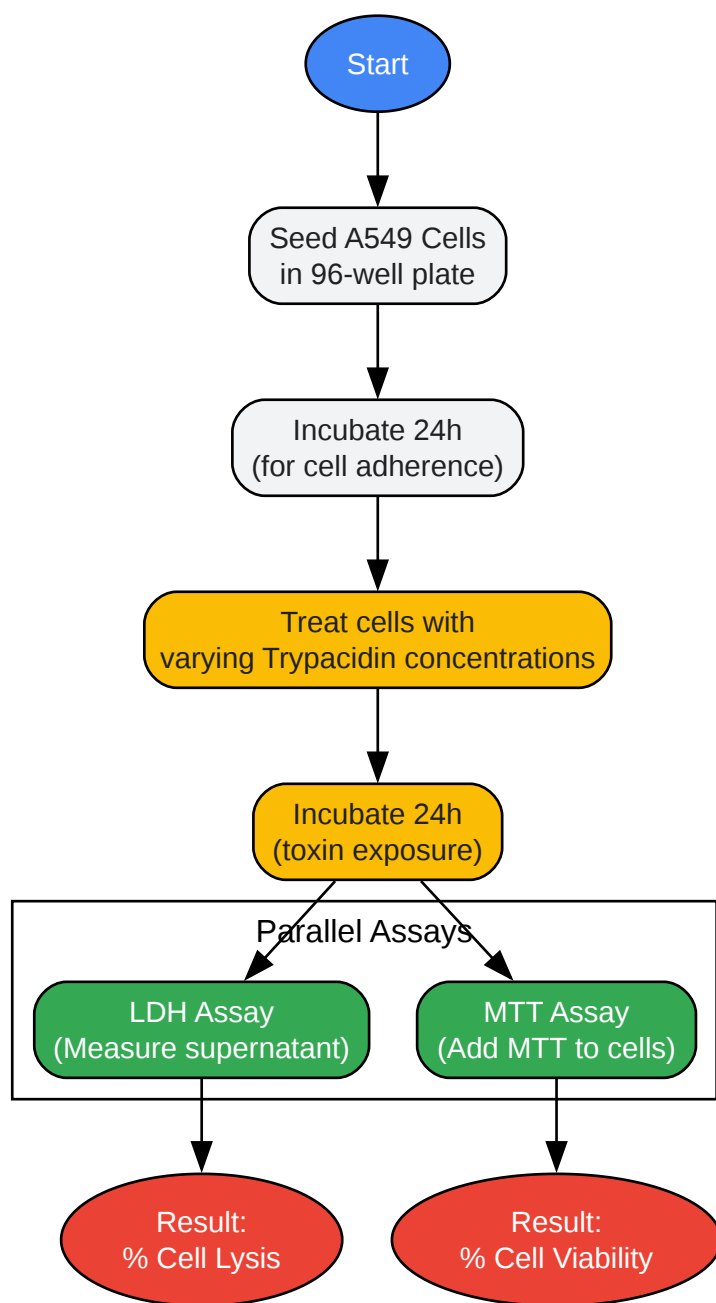 Start
Seed A549 Cells
in 96-well plate
Incubate 24h
(for cell adherence)
Treat cells with
varying Trypacidin concentrations
Incubate 24h
(toxin exposure)
Parallel Assays
LDH Assay
(Measure supernatant)
MTT Assay
(Add MTT to cells)
Result:
% Cell Lysis
Result:
% Cell Viability